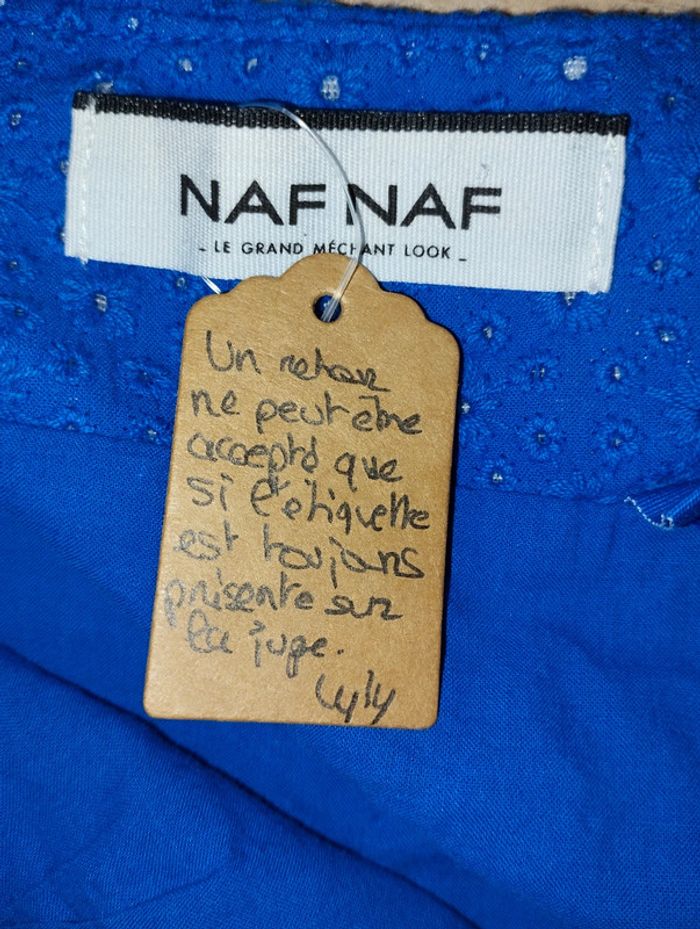 NAF NAF
- LE GRAND MÉCHANT LOOK -
Un retour
ne peut être
accepté que
si l'étiquette
est toujours
présente sur
la jupe.
Lyly